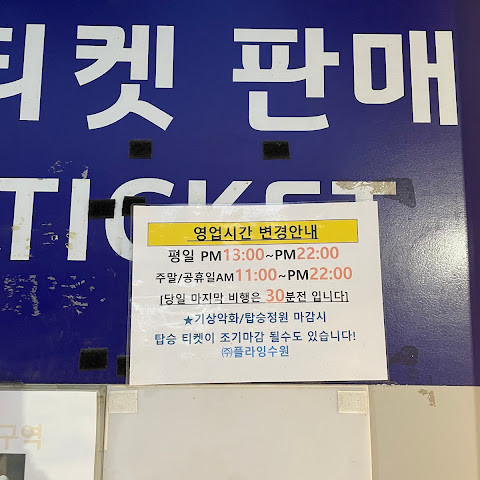 티켓 판매
TICKET
영업시간 변경안내
평일 PM13:00~PM22:00
주말/공휴일AM11:00~PM22:00
[당일 마지막 비행은 30분전 입니다]
★기상악화/탑승정원 마감시
탑승 티켓이 조기마감 될수도 있습니다!
㈜플라잉수원
구역